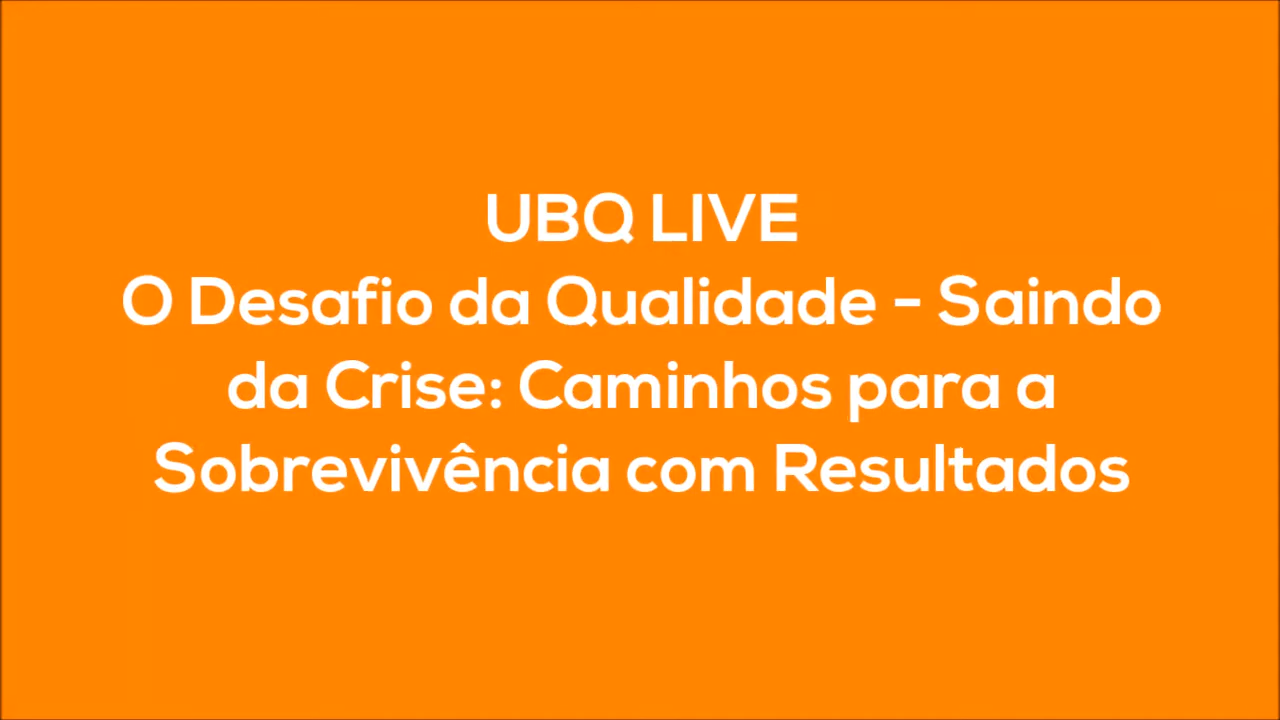 UBQ LIVE
O Desafio da Qualidade - Saindo
da Crise: Caminhos para a
Sobrevivência com Resultados